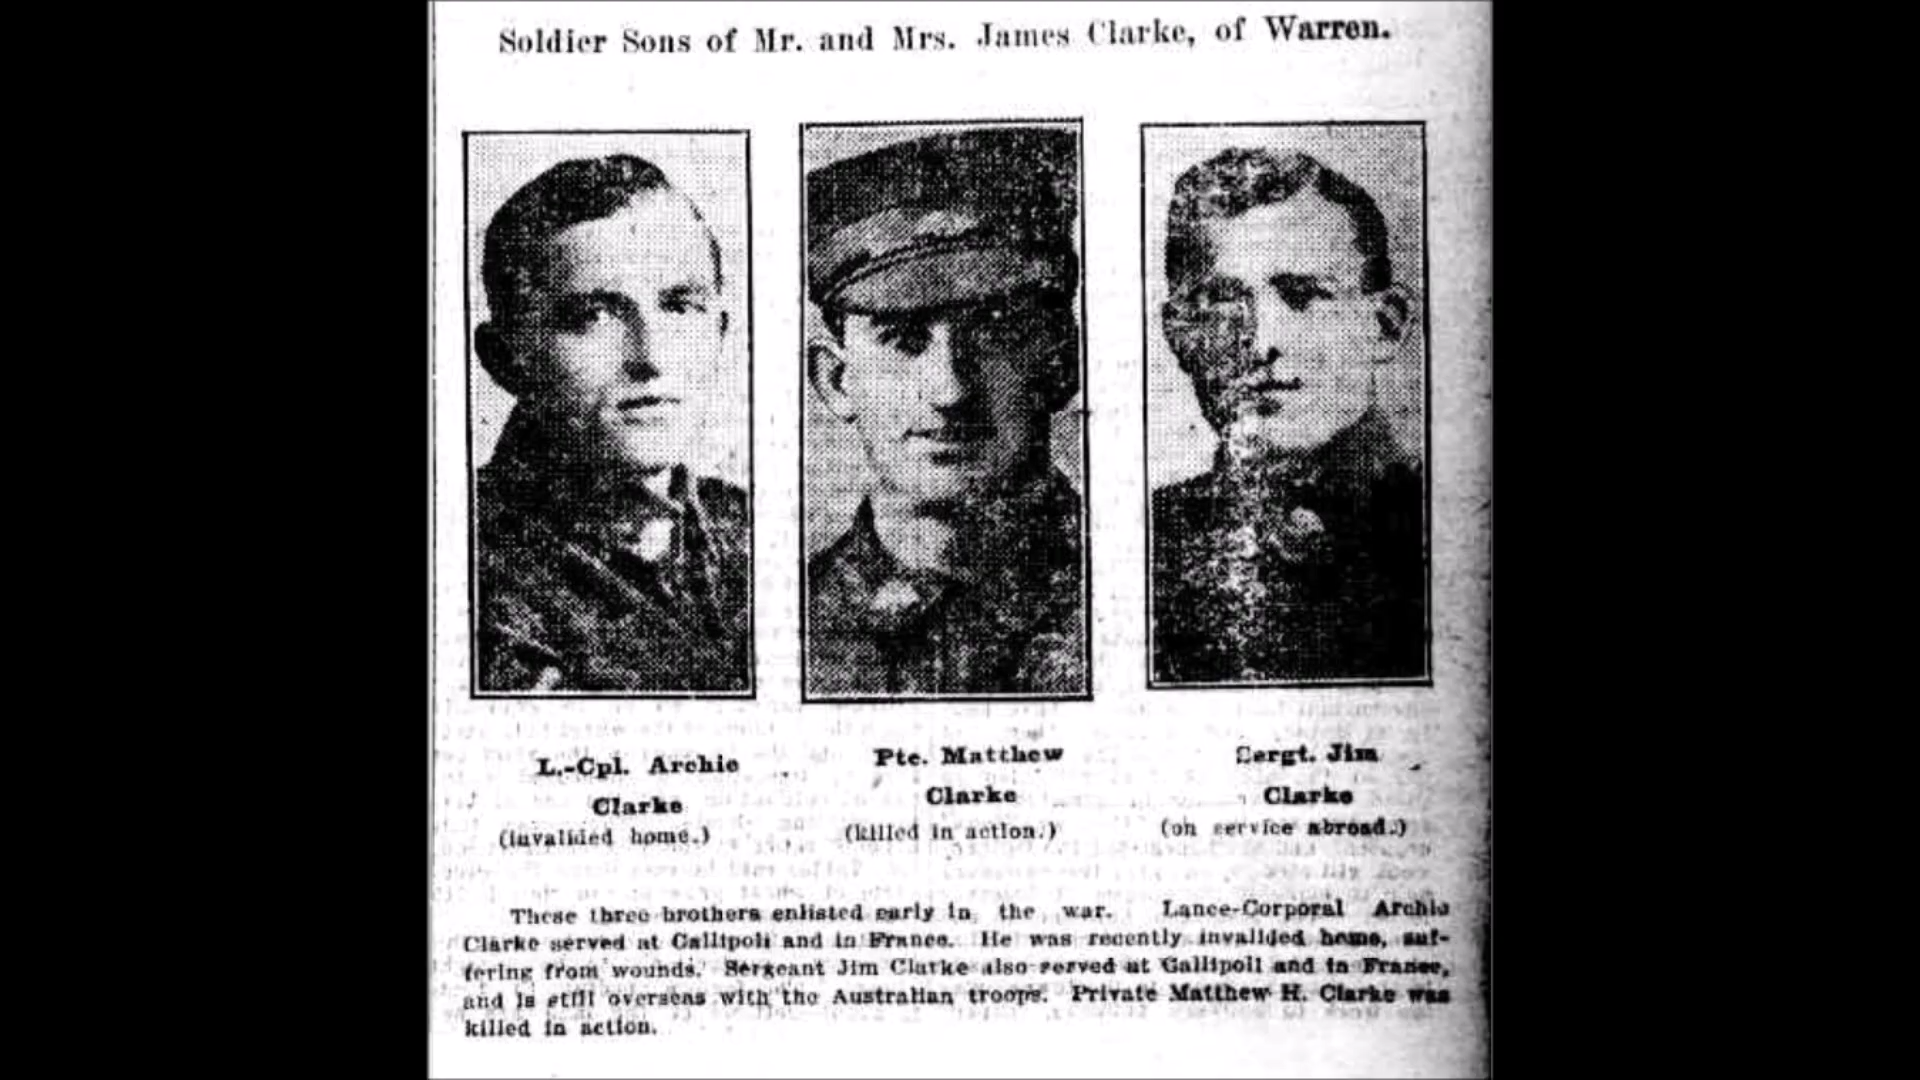 Soldier Sons of Mr. and Mrs. James Clarke, of Warren.
L.-Cpl. Archie
Clarke
(invalided home.)
Pte. Matthew
Clarke
(killed in action.)
Sergt. Jim
Clarke
(on service abroad.)
These three brothers enlisted early in the war. Lance-Corporal Archie
Clarke served at Gallipoli and in France. He was recently invalided home, suf-
fering from wounds. Sergeant Jim Clarke also served at Gallipoli and in France,
and is still overseas with the Australian troops. Private Matthew H. Clarke was
killed in action.